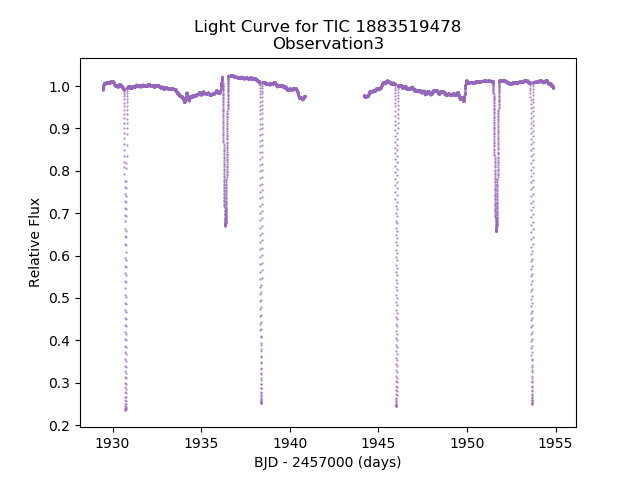 Light Curve for TIC 1883519478
Observation3
1.0
0.9
0.8
0.7
0.6
0.5
0.4
0.3
0.2
Relative Flux
1930 1935 1940 1945 1950 1955
BJD - 2457000 (days)